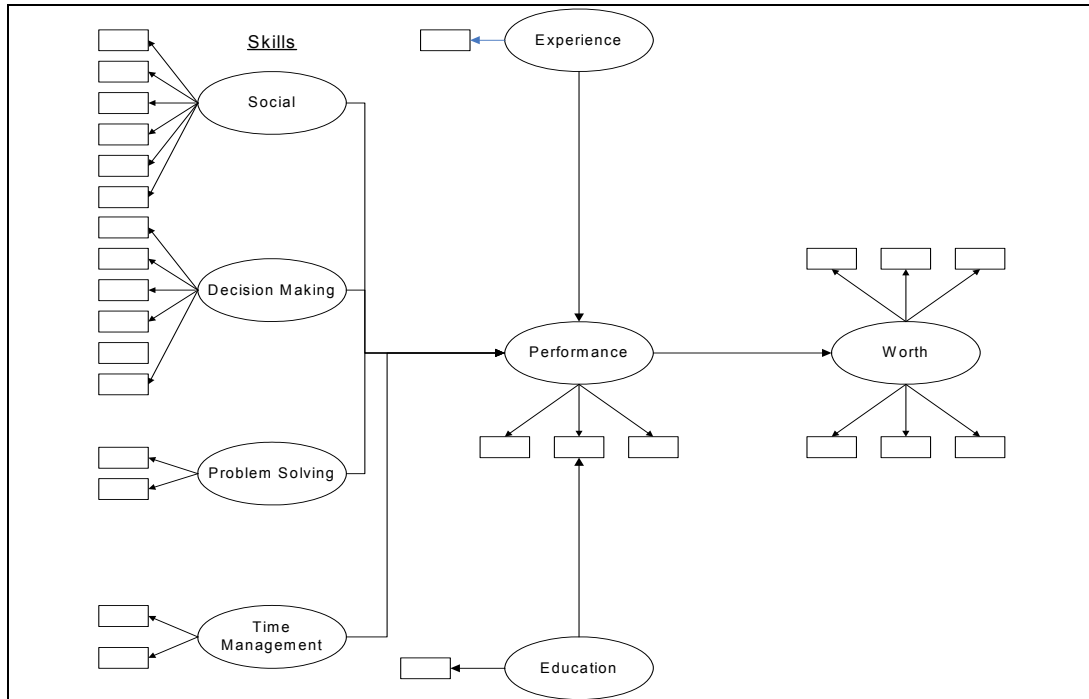 Skills
Experience
Social
Decision Making
Performance
Worth
Problem Solving
Time
Management
Education